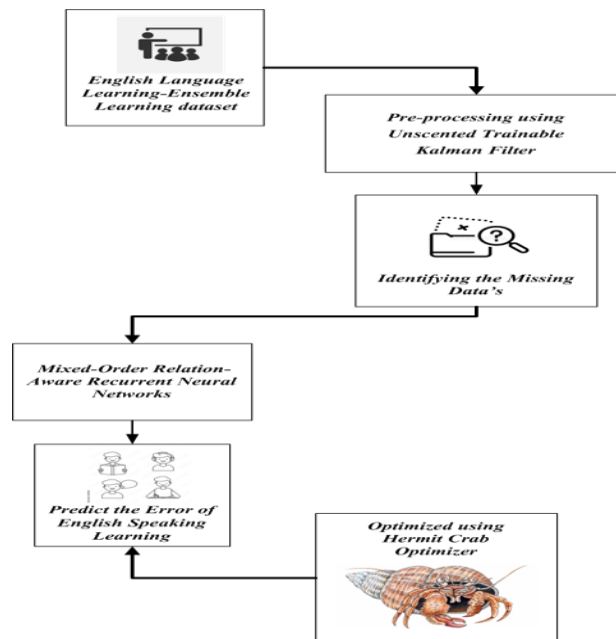 English Language
Learning-Ensemble
Learning dataset
Pre-processing using
Unscented Trainable
Kalman Filter
?
Identifying the Missing
Data's
Mixed-Order Relation-
Aware Recurrent Neural
Networks
Predict the Error of
English Speaking
Learning
Optimized using
Hermit Crab
Optimizer